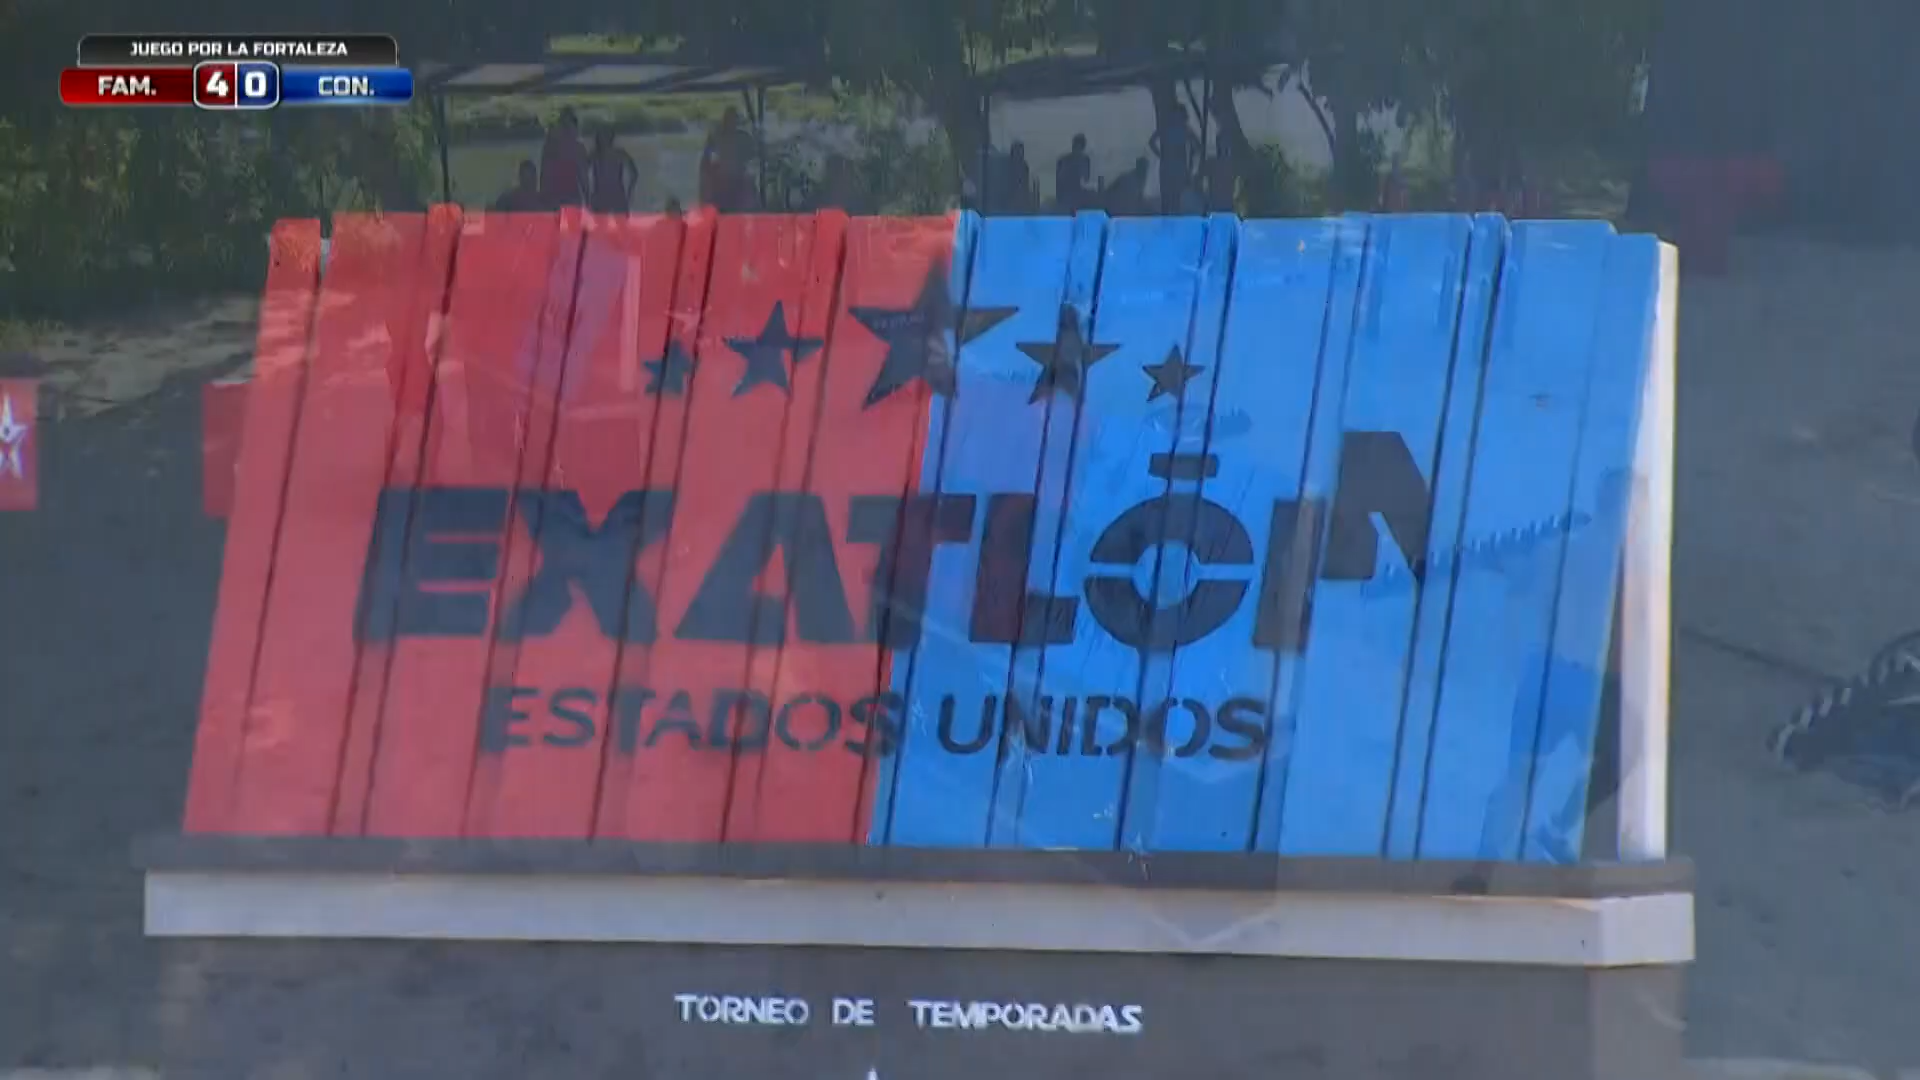 JUEGO POR LA FORTALEZA
FAM. 4 0 CON.
EXATLÓN
ESTADOS UNIDOS
TORNEO DE TEMPORADAS